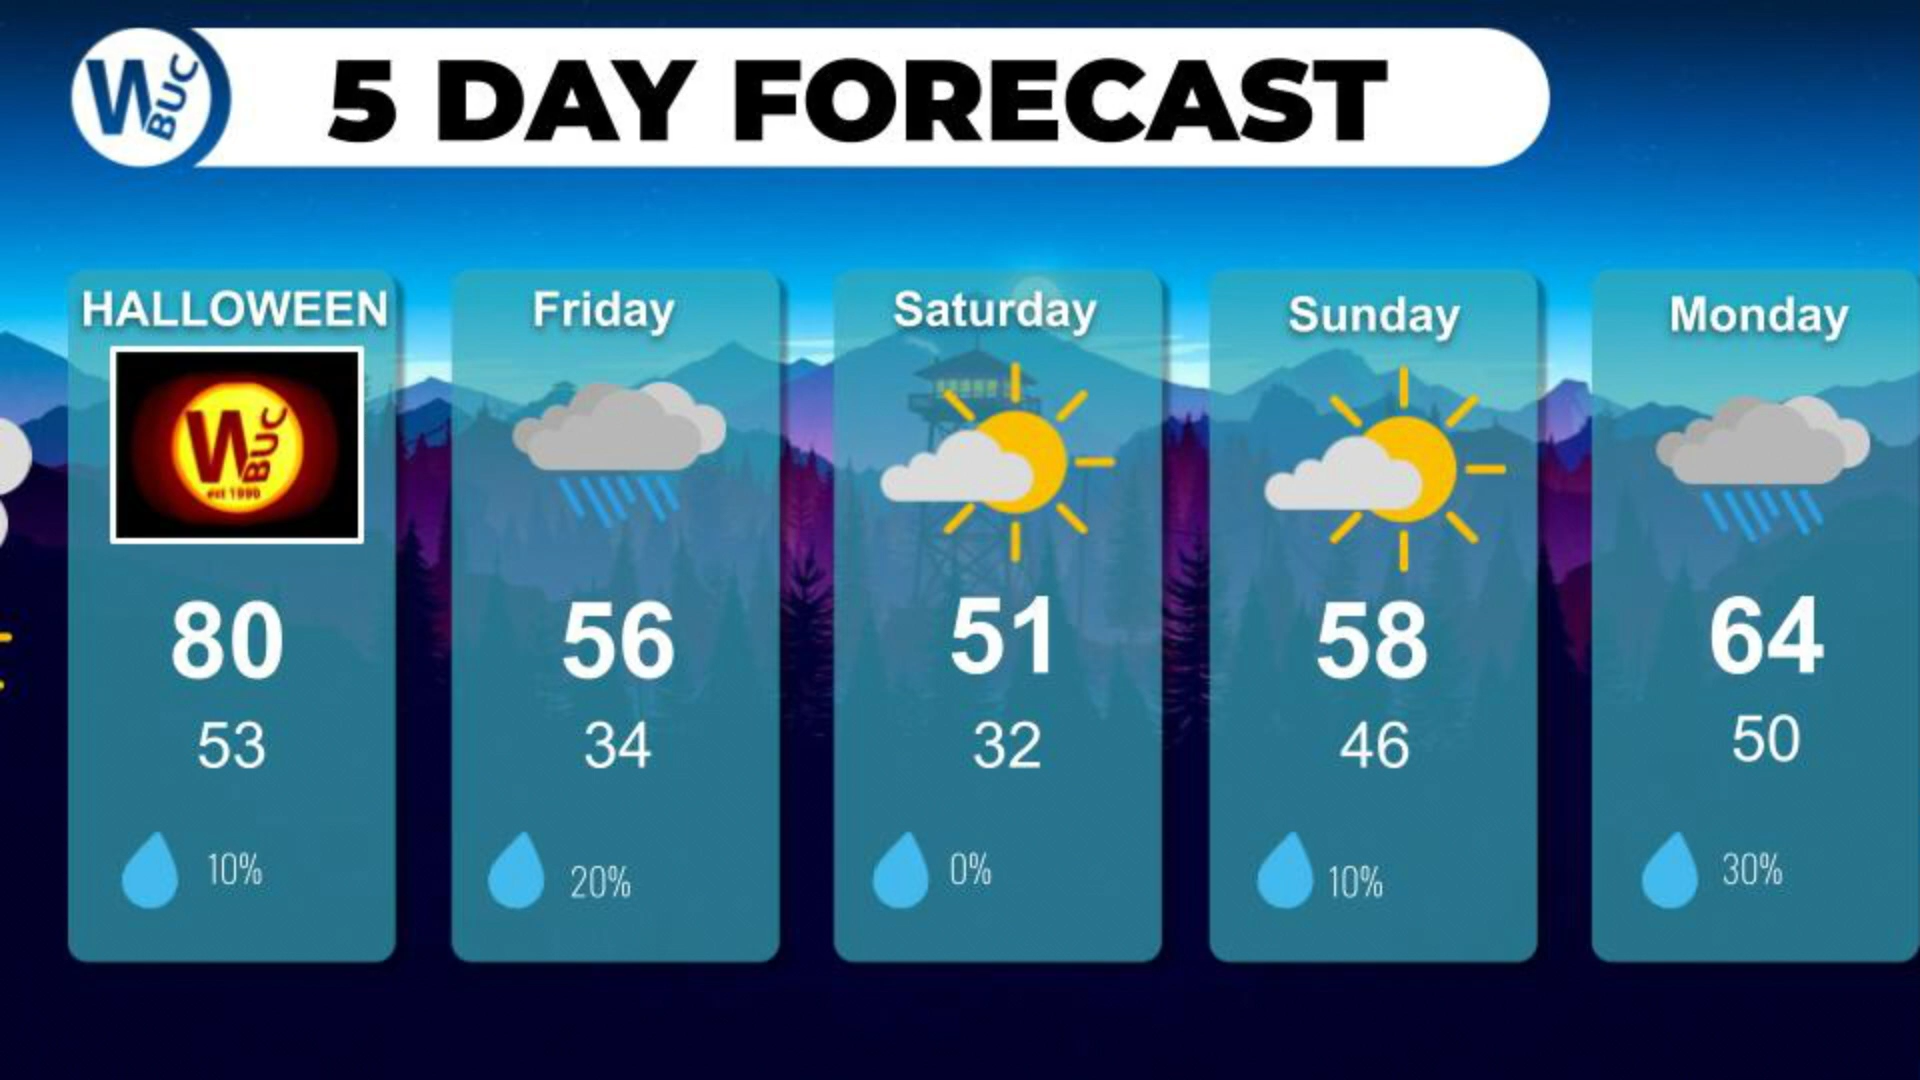 WBUC
5 DAY FORECAST
HALLOWEEN
WBUC
est 1990
80
53
10%
Friday
56
34
20%
Saturday
51
32
0%
Sunday
58
46
10%
Monday
64
50
30%